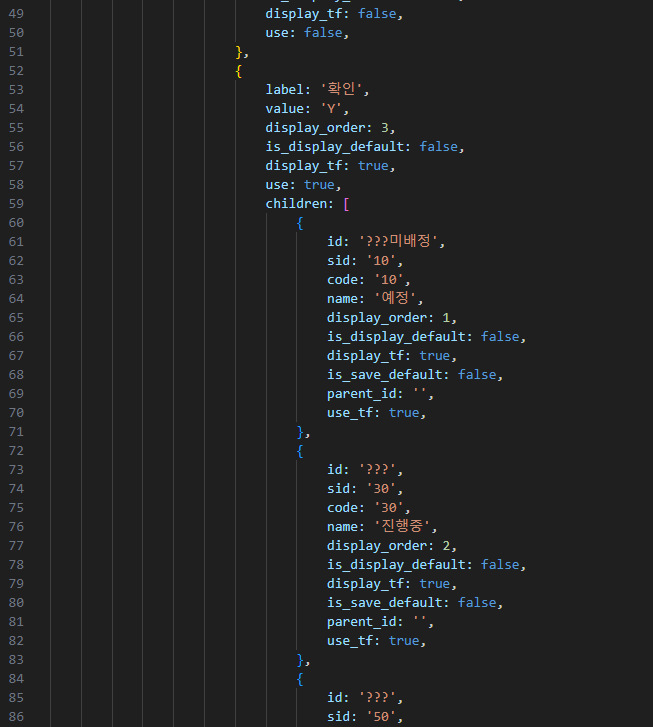 49 display_tf: false,
50 use: false,
51 },
52 {
53 label: '확인',
54 value: 'Y',
55 display_order: 3,
56 is_display_default: false,
57 display_tf: true,
58 use: true,
59 children: [
60 {
61 id: '???미배정',
62 sid: '10',
63 code: '10',
64 name: '예정',
65 display_order: 1,
66 is_display_default: false,
67 display_tf: true,
68 is_save_default: false,
69 parent_id: '',
70 use_tf: true,
71 },
72 {
73 id: '???',
74 sid: '30',
75 code: '30',
76 name: '진행중',
77 display_order: 2,
78 is_display_default: false,
79 display_tf: true,
80 is_save_default: false,
81 parent_id: '',
82 use_tf: true,
83 },
84 {
85 id: '???',
86 sid: '50',